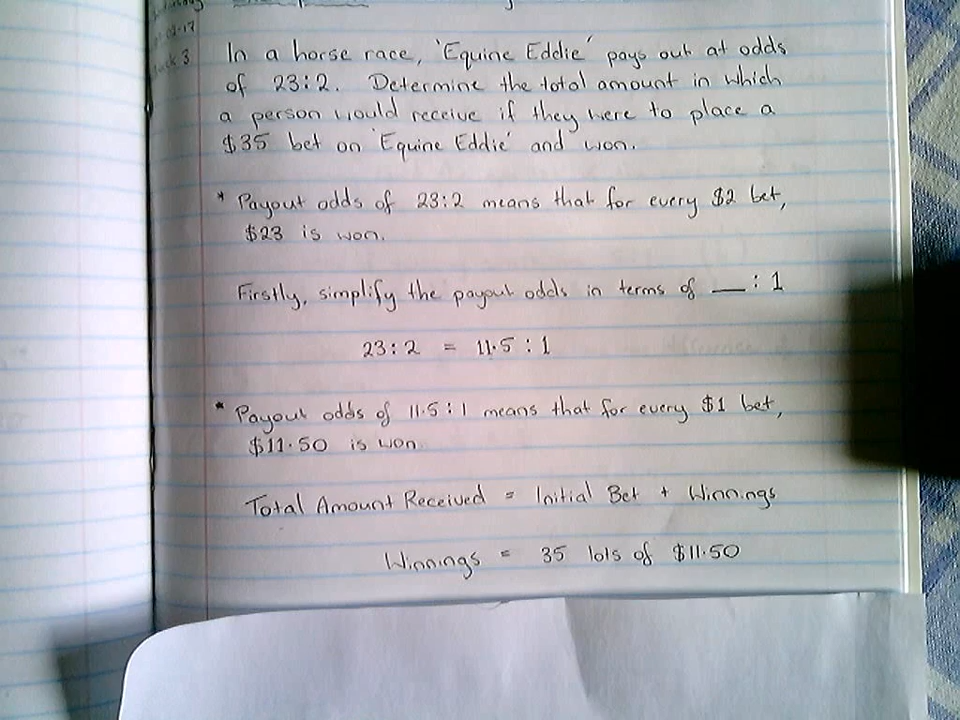 In a horse race, 'Equine Eddie' pays out at odds
of 23:2. Determine the total amount in which
a person would receive if they were to place a
$35 bet on 'Equine Eddie' and won.
* Payout odds of 23:2 means that for every $2 bet,
$23 is won.
Firstly, simplify the payout odds in terms of __ : 1
23:2 = 11.5 : 1
* Payout odds of 11.5:1 means that for every $1 bet,
$11.50 is won
Total Amount Received = Initial Bet + Winnings
Winnings = 35 lots of $11.50